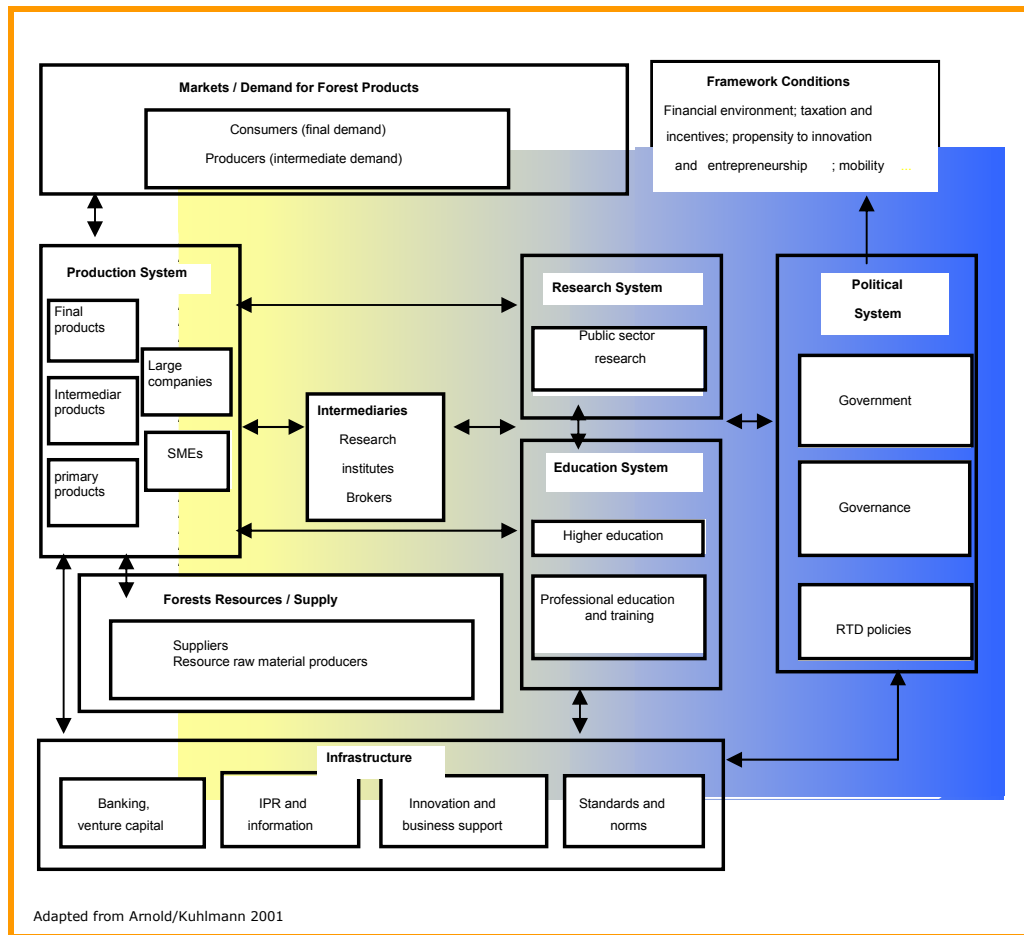 Markets / Demand for Forest Products
Consumers (final demand)
Producers (intermediate demand)
Framework Conditions
Financial environment; taxation and
incentives; propensity to innovation
and entrepreneurship ; mobility ...
Production System
Final
products
Large
companies
Intermediar
products
SMEs
primary
products
Intermediaries
Research
institutes
Brokers
Research System
Public sector
research
Education System
Higher education
Professional education
and training
Political
System
Government
Governance
RTD policies
Forests Resources / Supply
Suppliers
Resource raw material producers
Infrastructure
Banking,
venture capital
IPR and
information
Innovation and
business support
Standards and
norms
Adapted from Arnold/Kuhlmann 2001